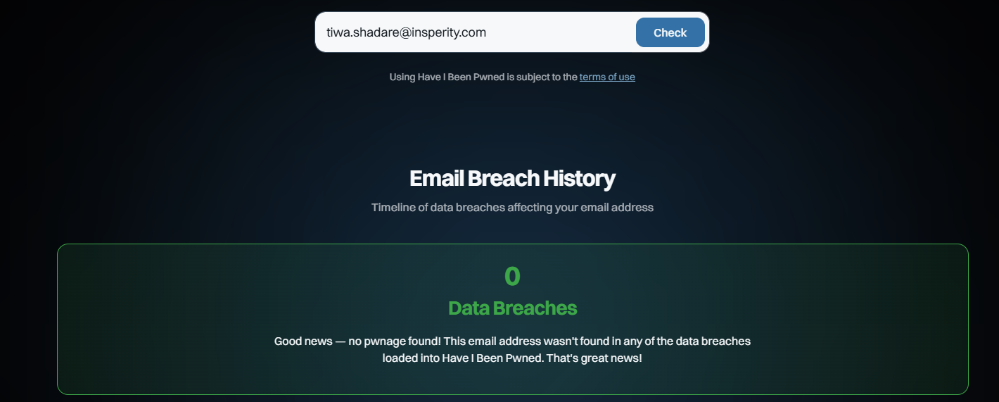 tiwa.shadare@insperity.com
Check
Using Have I Been Pwned is subject to the terms of use
Email Breach History
Timeline of data breaches affecting your email address
0
Data Breaches
Good news — no pwnage found! This email address wasn't found in any of the data breaches
loaded into Have I Been Pwned. That's great news!